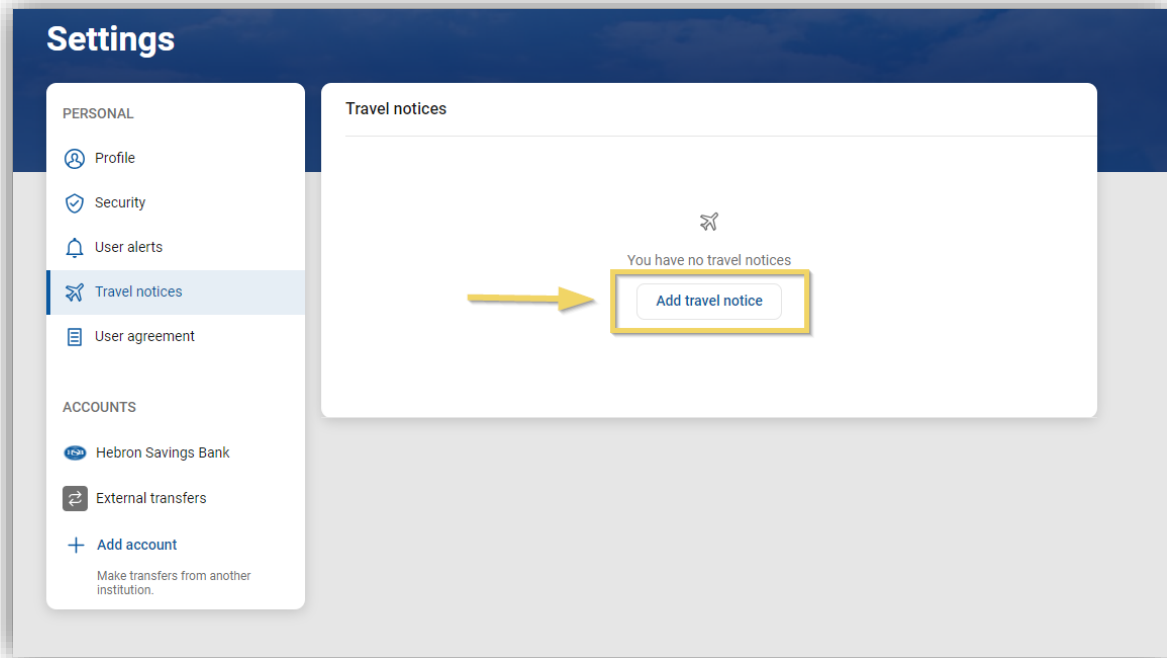 Settings
PERSONAL
Profile
Security
User alerts
Travel notices
User agreement
ACCOUNTS
HSB
Hebron Savings Bank
External transfers
Add account
Make transfers from another
institution.
Travel notices
You have no travel notices
Add travel notice